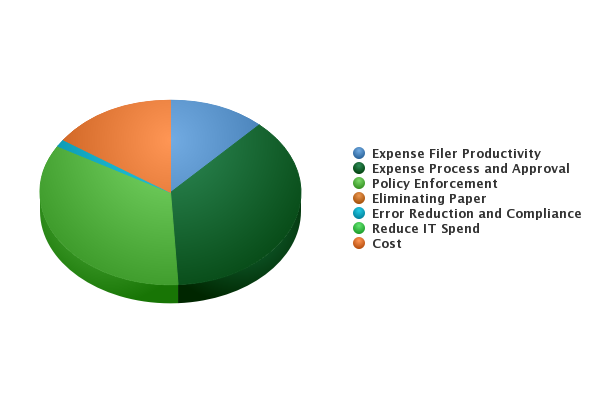 Expense Filer Productivity
Expense Process and Approval
Policy Enforcement
Eliminating Paper
Error Reduction and Compliance
Reduce IT Spend
Cost